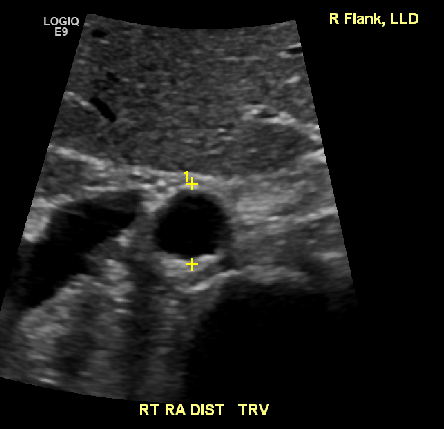 LOGIQ
E9
R Flank, LLD
1
RT RA DIST TRV